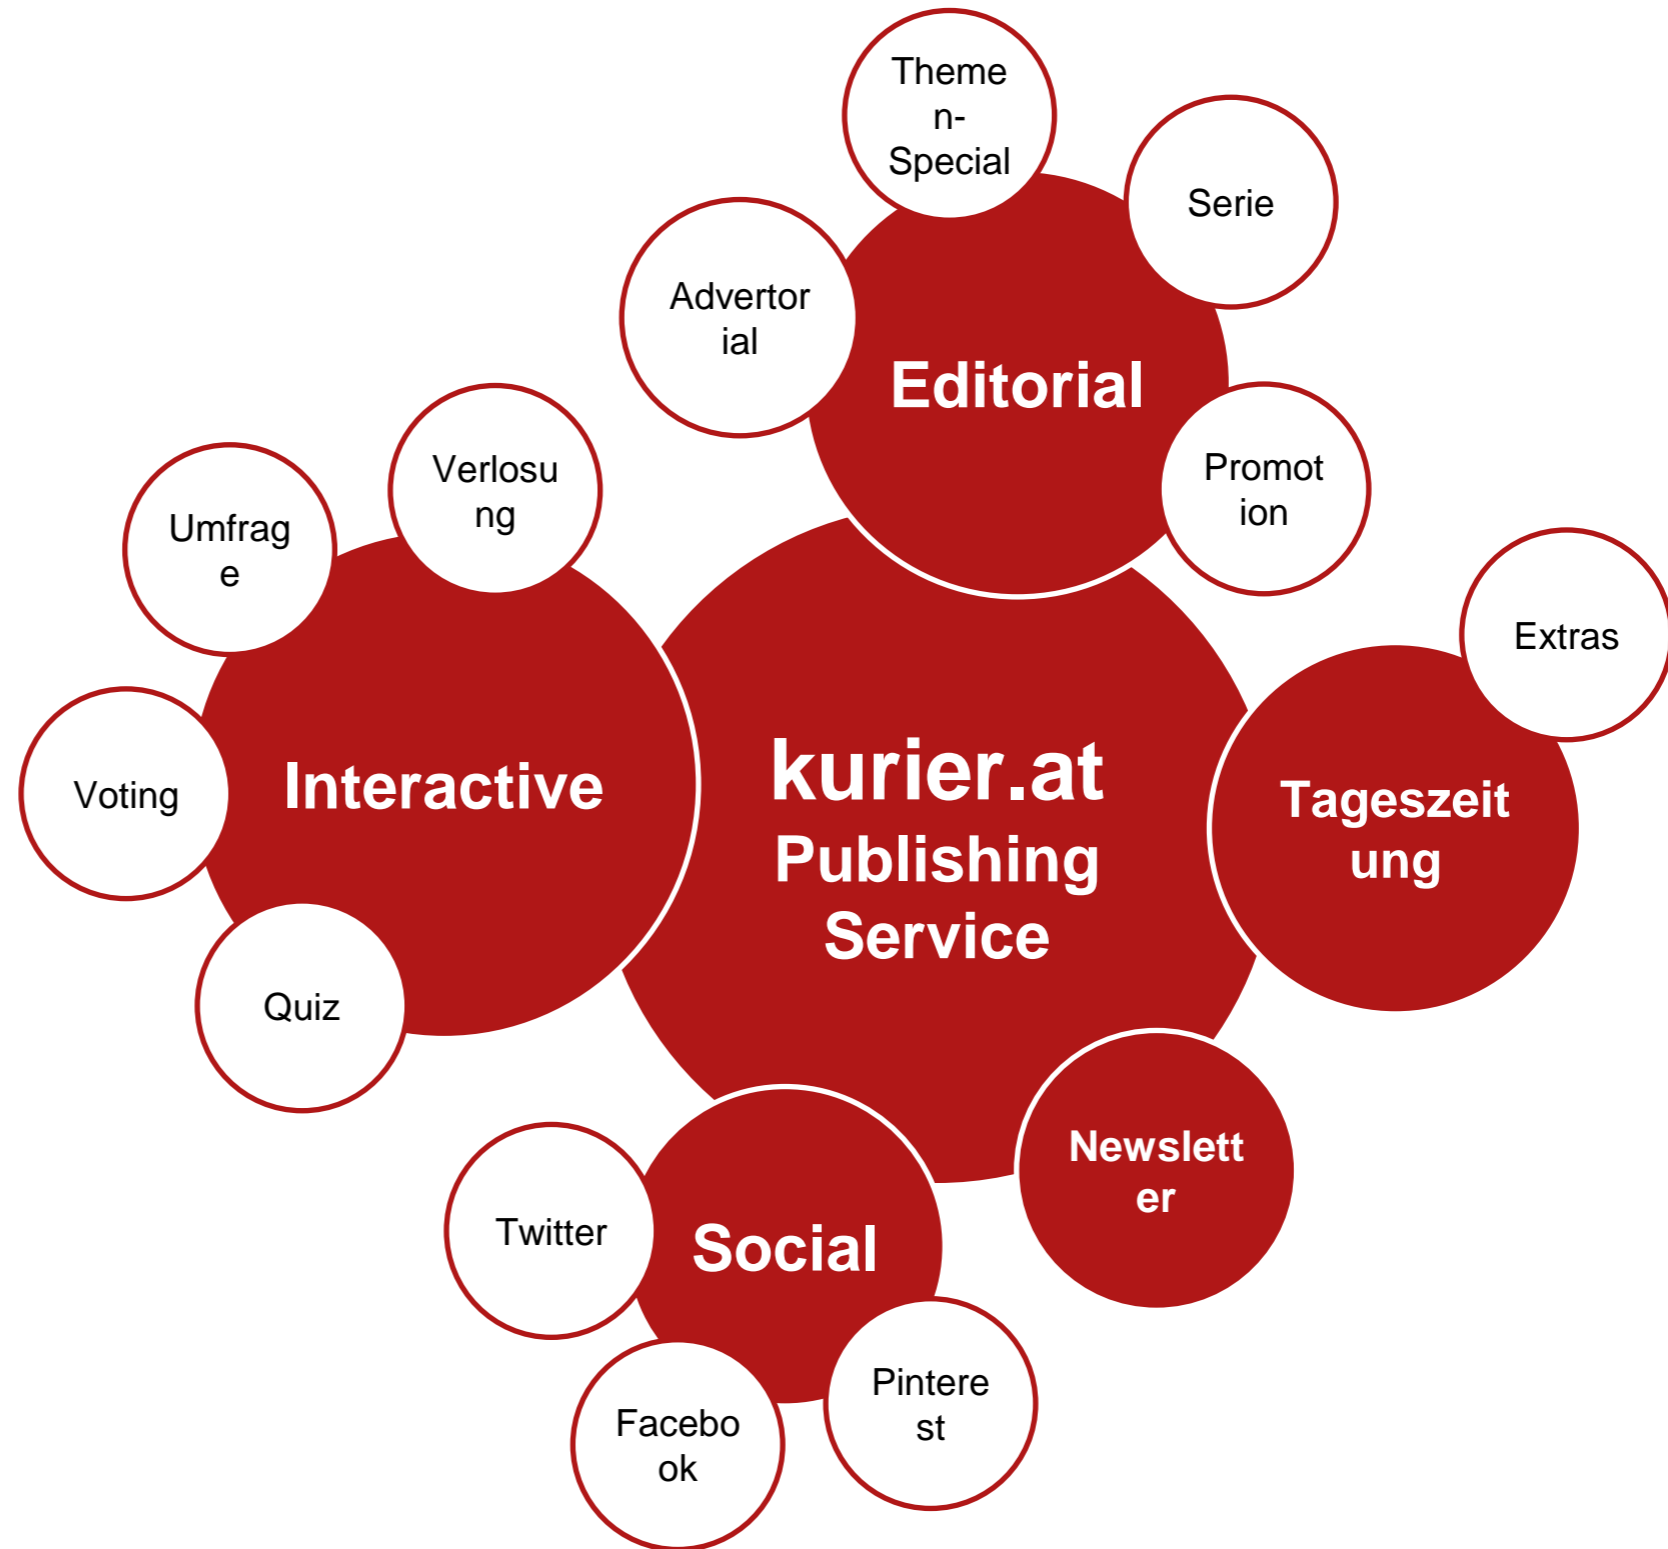 Theme
n-
Special
Serie
Advertor
ial
Editorial
Promot
ion
Verlosu
ng
Umfrag
e
Voting
Interactive
Quiz
kurier.at
Publishing
Service
Extras
Tageszeit
ung
Newslett
er
Social
Twitter
Facebo
ok
Pintere
st